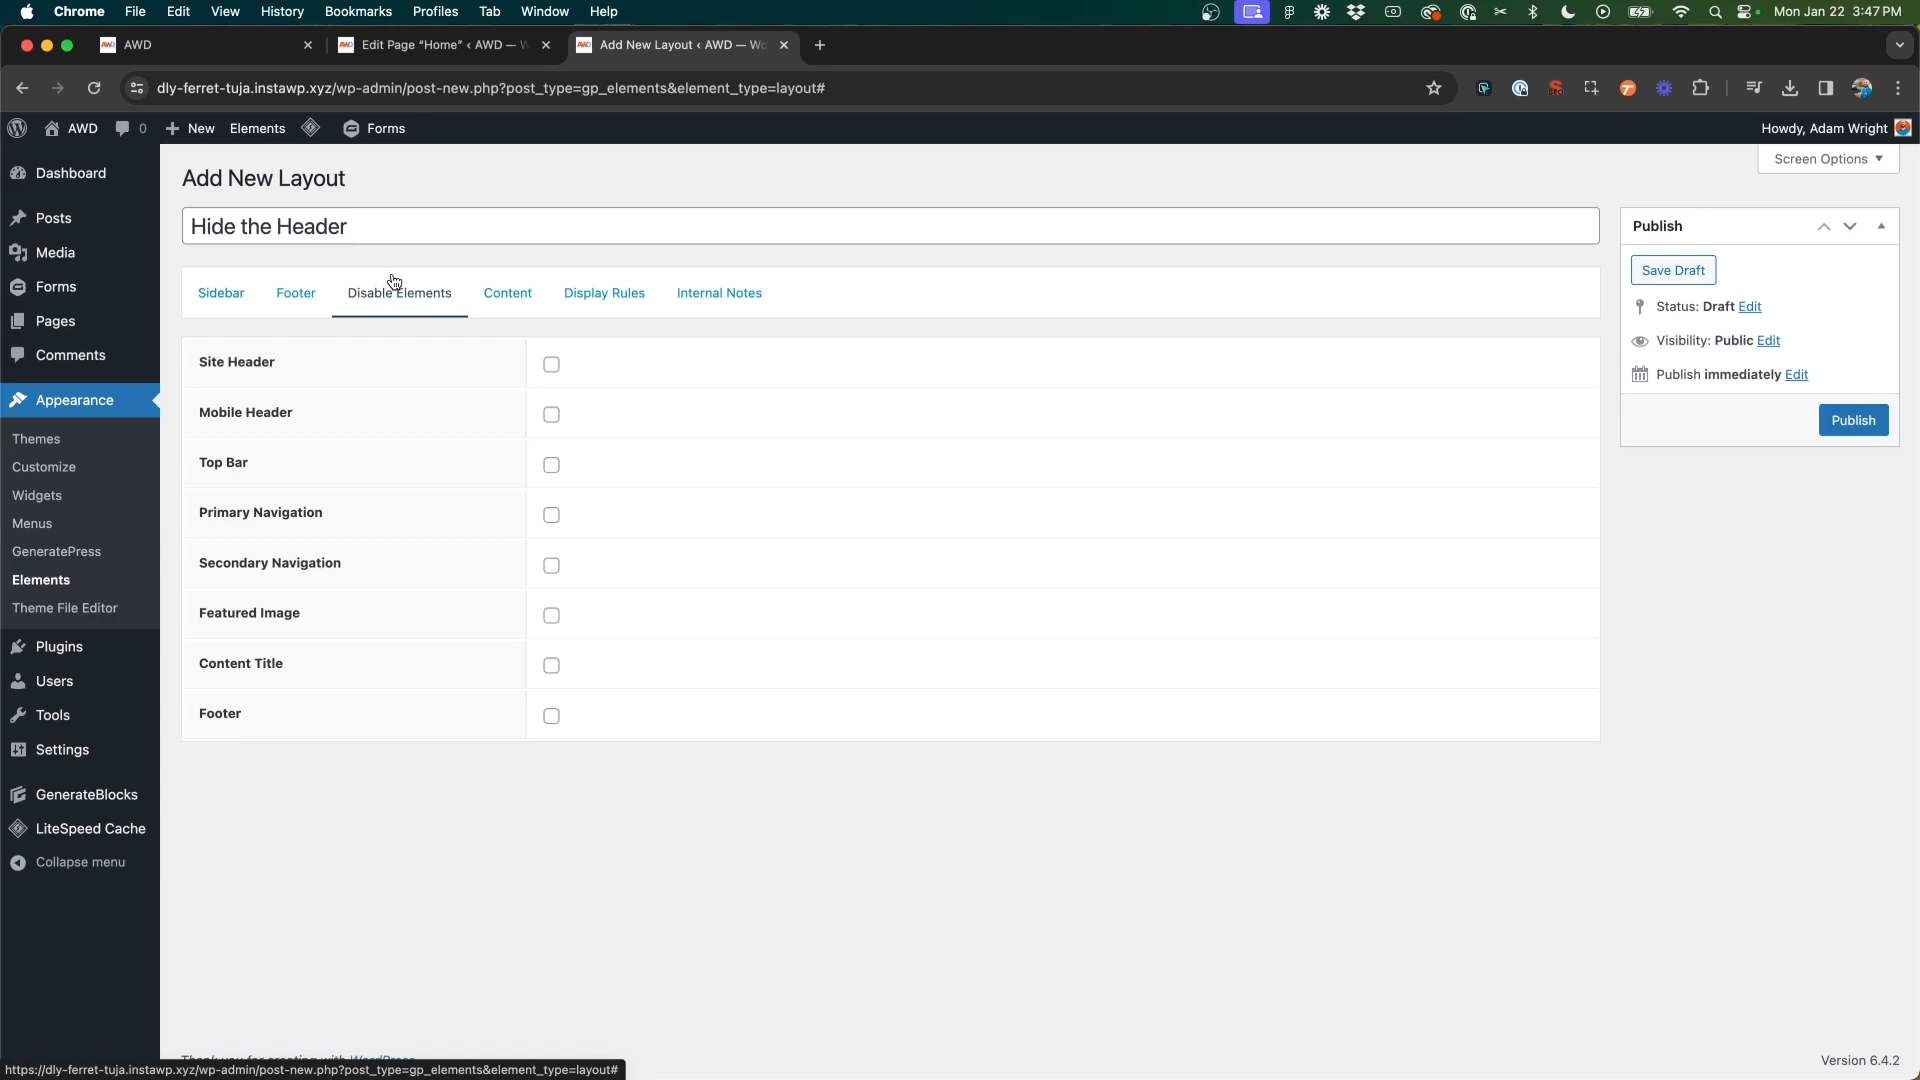 Chrome File Edit View History Bookmarks Profiles Tab Window Help Mon Jan 22 3:47 PM
AWD Edit Page “Home” ‹ AWD — W Add New Layout ‹ AWD — Wo
dly-ferret-tuja.instawp.xyz/wp-admin/post-new.php?post_type=gp_elements&element_type=layout#
AWD 0 New Elements Forms Howdy, Adam Wright
Screen Options
Dashboard
Posts
Media
Forms
Pages
Comments
Appearance
Themes
Customize
Widgets
Menus
GeneratePress
Elements
Theme File Editor
Plugins
Users
Tools
Settings
GenerateBlocks
LiteSpeed Cache
Collapse menu
Add New Layout
Hide the Header
Sidebar Footer Disable Elements Content Display Rules Internal Notes
Site Header
Mobile Header
Top Bar
Primary Navigation
Secondary Navigation
Featured Image
Content Title
Footer
Publish
Save Draft
Status: Draft Edit
Visibility: Public Edit
Publish immediately Edit
Publish
Thank you for creating with WordPress
Version 6.4.2
https://dly-ferret-tuja.instawp.xyz/wp-admin/post-new.php?post_type=gp_elements&element_type=layout#